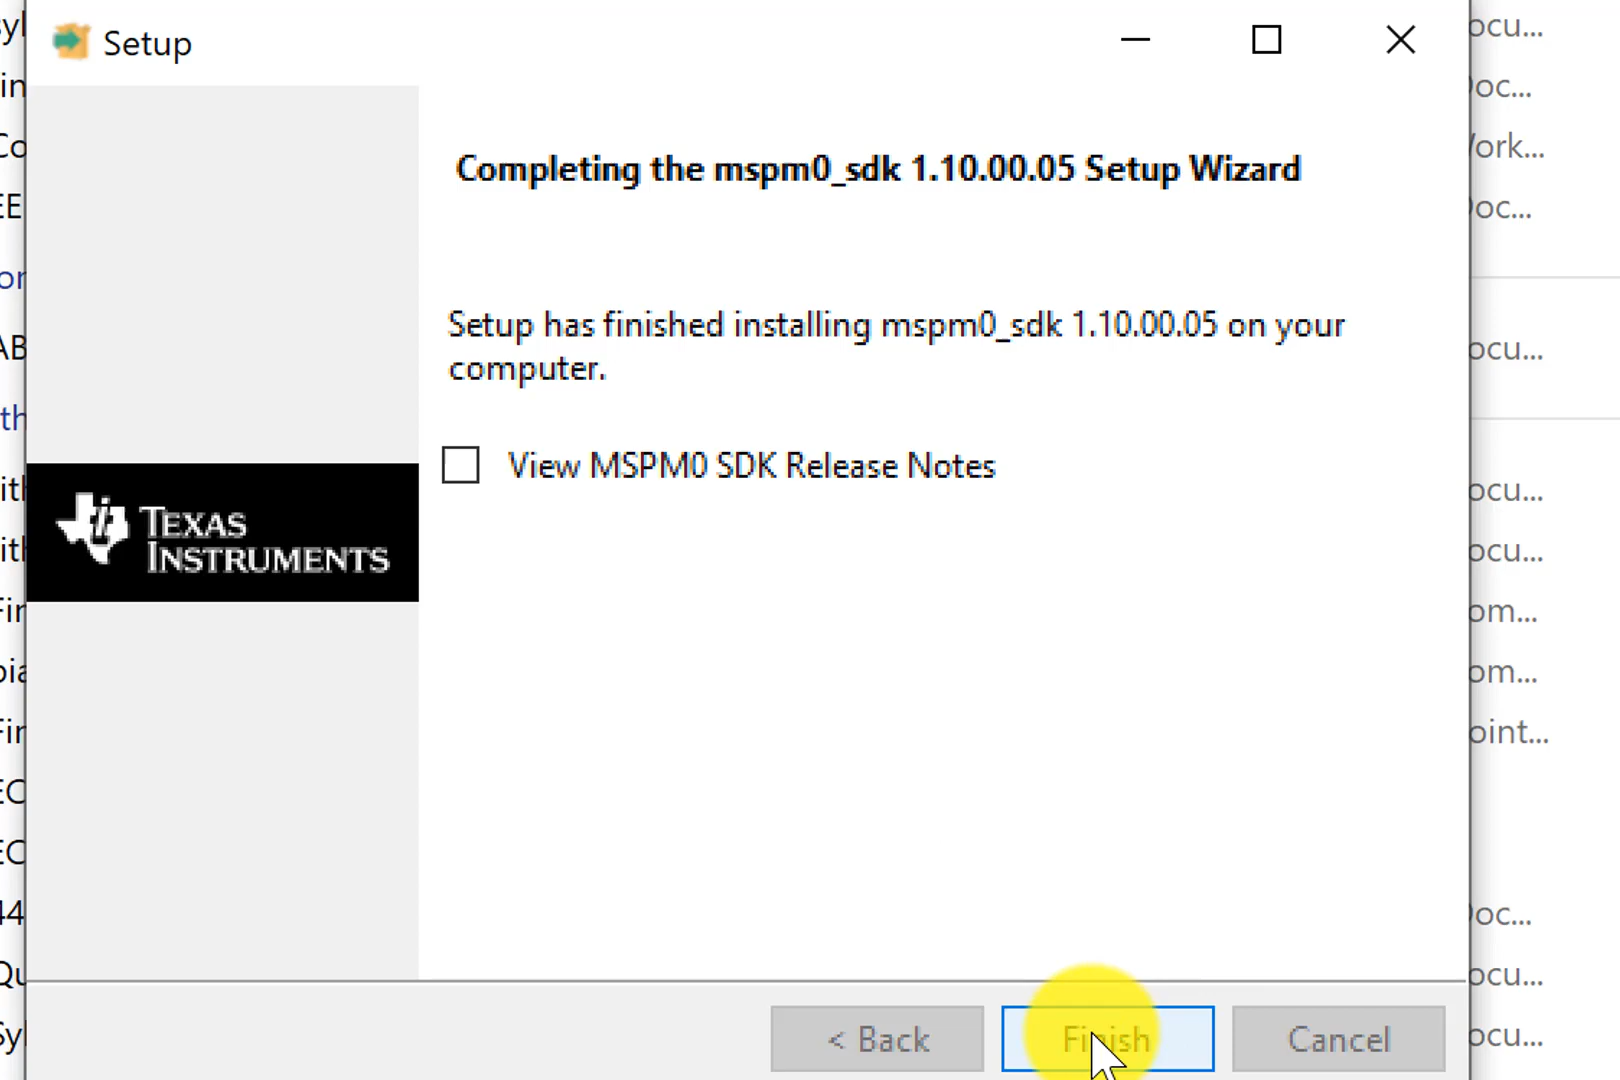 Setup
Completing the mspm0_sdk 1.10.00.05 Setup Wizard
Setup has finished installing mspm0_sdk 1.10.00.05 on your
computer.
View MSPM0 SDK Release Notes
TEXAS
INSTRUMENTS
< Back
Finish
Cancel